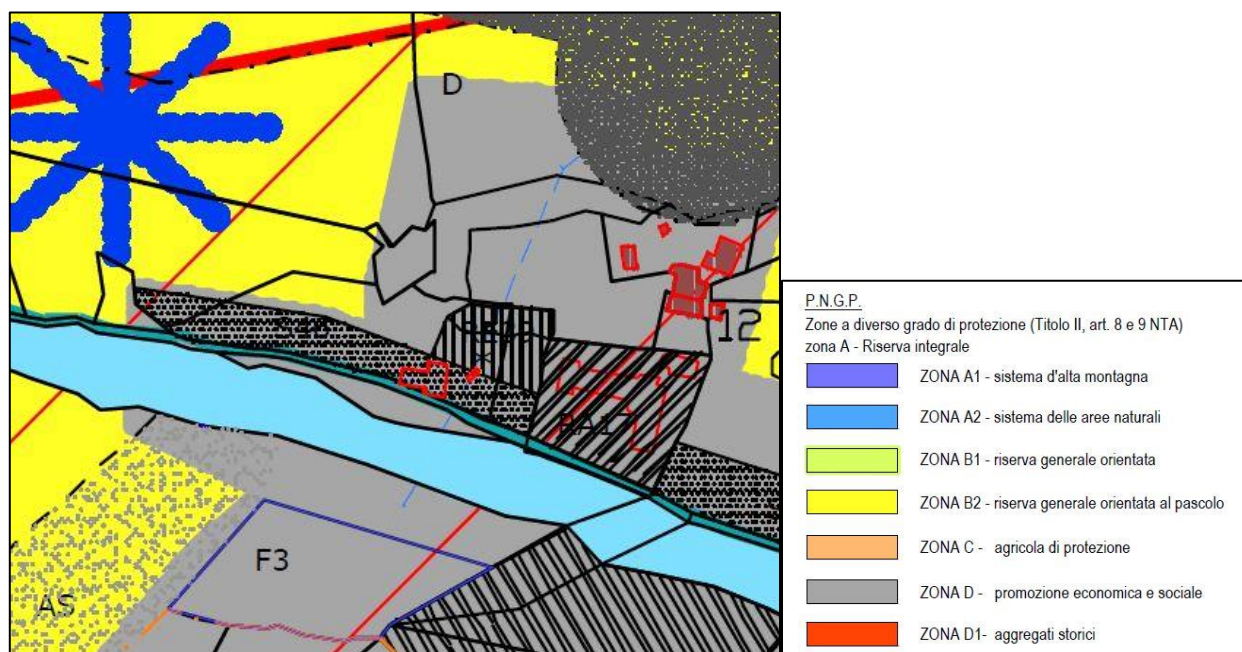 D
12
RA17
F3
AS
P.N.G.P.
Zone a diverso grado di protezione (Titolo II, art. 8 e 9 NTA)
zona A - Riserva integrale
ZONA A1 - sistema d'alta montagna
ZONA A2 - sistema delle aree naturali
ZONA B1 - riserva generale orientata
ZONA B2 - riserva generale orientata al pascolo
ZONA C - agricola di protezione
ZONA D - promozione economica e sociale
ZONA D1- aggregati storici